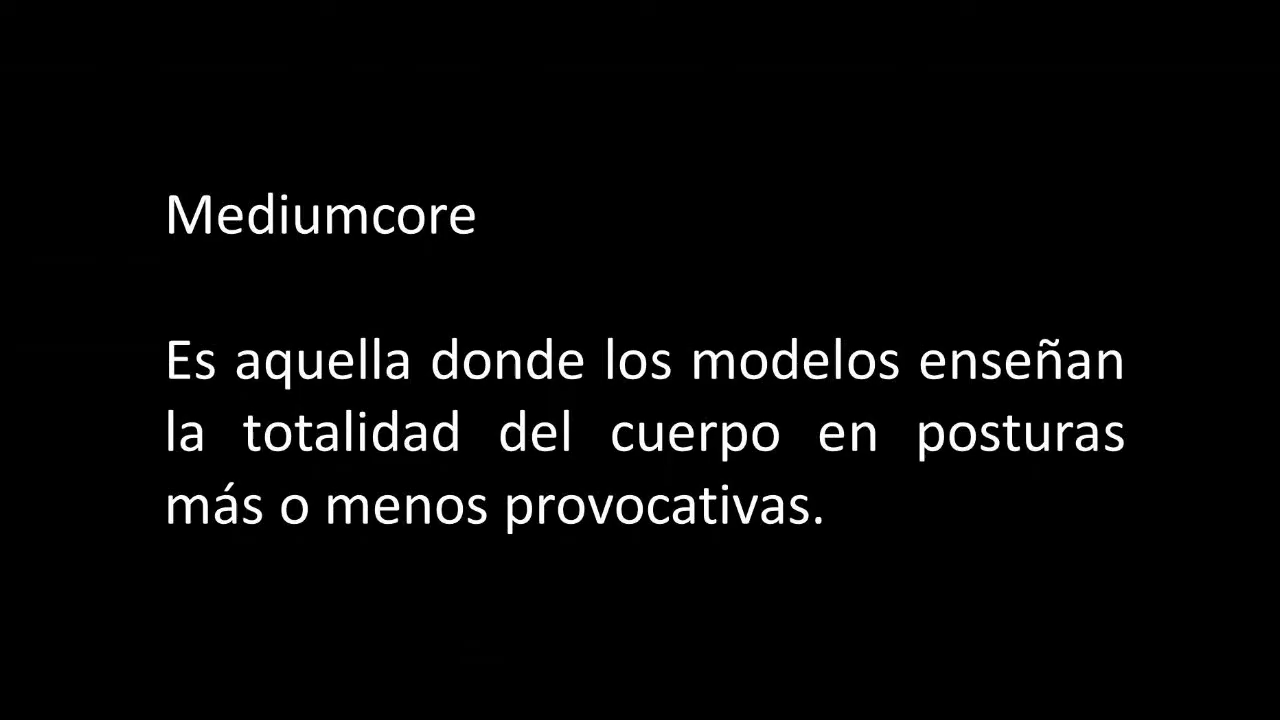 Mediumcore
Es aquella donde los modelos enseñan
la totalidad del cuerpo en posturas
más o menos provocativas.